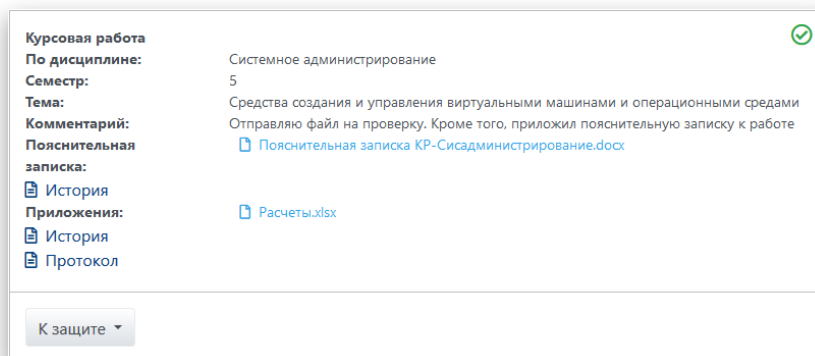 Курсовая работа
По дисциплине: Системное администрирование
Семестр: 5
Тема: Средства создания и управления виртуальными машинами и операционными средами
Комментарий: Отправляю файл на проверку. Кроме того, приложил пояснительную записку к работе
Пояснительная записка: Пояснительная записка КР-Сисадминистрирование.docx
История
Приложения: Расчеты.xlsx
История
Протокол
К защите